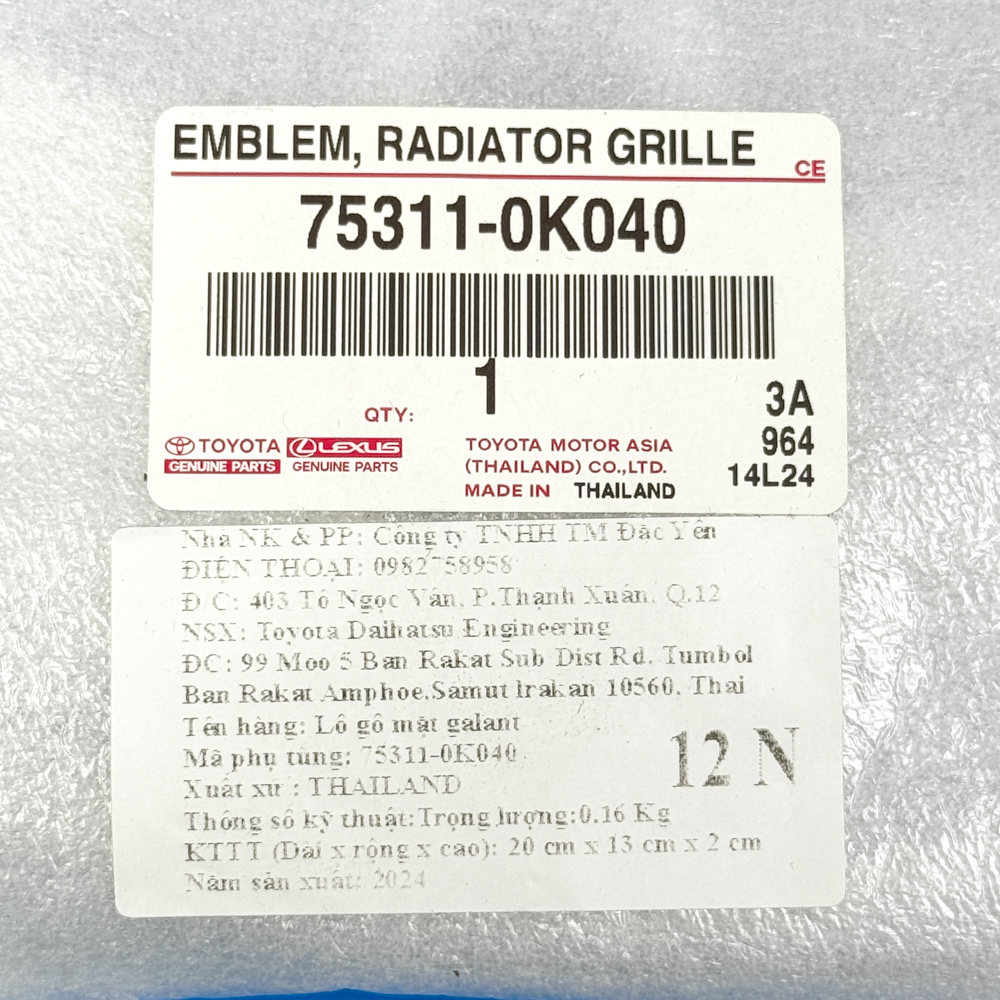 EMBLEM, RADIATOR GRILLE
CE
75311-0K040
1
QTY:
3A
964
14L24
TOYOTA
GENUINE PARTS
LEXUS
GENUINE PARTS
TOYOTA MOTOR ASIA
(THAILAND) CO.,LTD.
MADE IN THAILAND
Nhà NK & PP: Công ty TNHH TM Đắc Yến
ĐIỆN THOẠI: 0982758958
Đ/C: 403 Tô Ngọc Vân, P.Thạnh Xuân, Q.12
NSX: Toyota Daihatsu Engineering
ĐC: 99 Moo 5 Ban Rakat Sub Dist Rd. Tumbol
Ban Rakat Amphoe.Samut Irakan 10560. Thai
Tên hàng: Lô gô mặt galant
Mã phụ tùng: 75311-0K040
12 N
Xuất xứ : THAILAND
Thông số kỹ thuật:Trọng lượng:0.16 Kg
KTTT (Dài x rộng x cao): 20 cm x 13 cm x 2 cm
Năm sản xuất: 2024